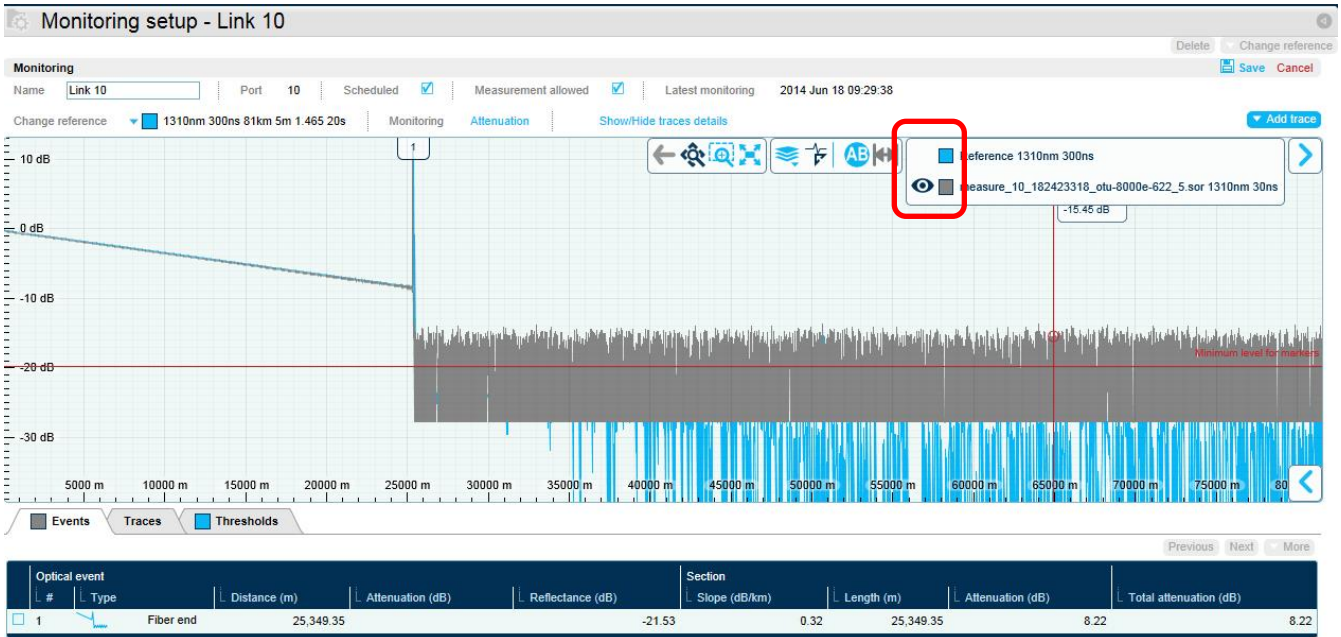 Monitoring setup - Link 10
Delete Change reference
Monitoring Save Cancel
Name Link 10 Port 10 Scheduled Measurement allowed Latest monitoring 2014 Jun 18 09:29:38
Change reference 1310nm 300ns 81km 5m 1.465 20s Monitoring Attenuation Show/Hide traces details Add trace
1
AB
Reference 1310nm 300ns
measure_10_182423318_otu-8000e-622_5.sor 1310nm 30ns
-15.45 dB
10 dB
0 dB
-10 dB
Minimum level for markers
-20 dB
-30 dB
5000 m 10000 m 15000 m 20000 m 25000 m 30000 m 35000 m 40000 m 45000 m 50000 m 55000 m 60000 m 65000 m 70000 m 75000 m 80
Events Traces Thresholds
Previous Next More
Optical event Section
# Type Distance (m) Attenuation (dB) Reflectance (dB) Slope (dB/km) Length (m) Attenuation (dB) Total attenuation (dB)
1 Fiber end 25,349.35 -21.53 0.32 25,349.35 8.22 8.22